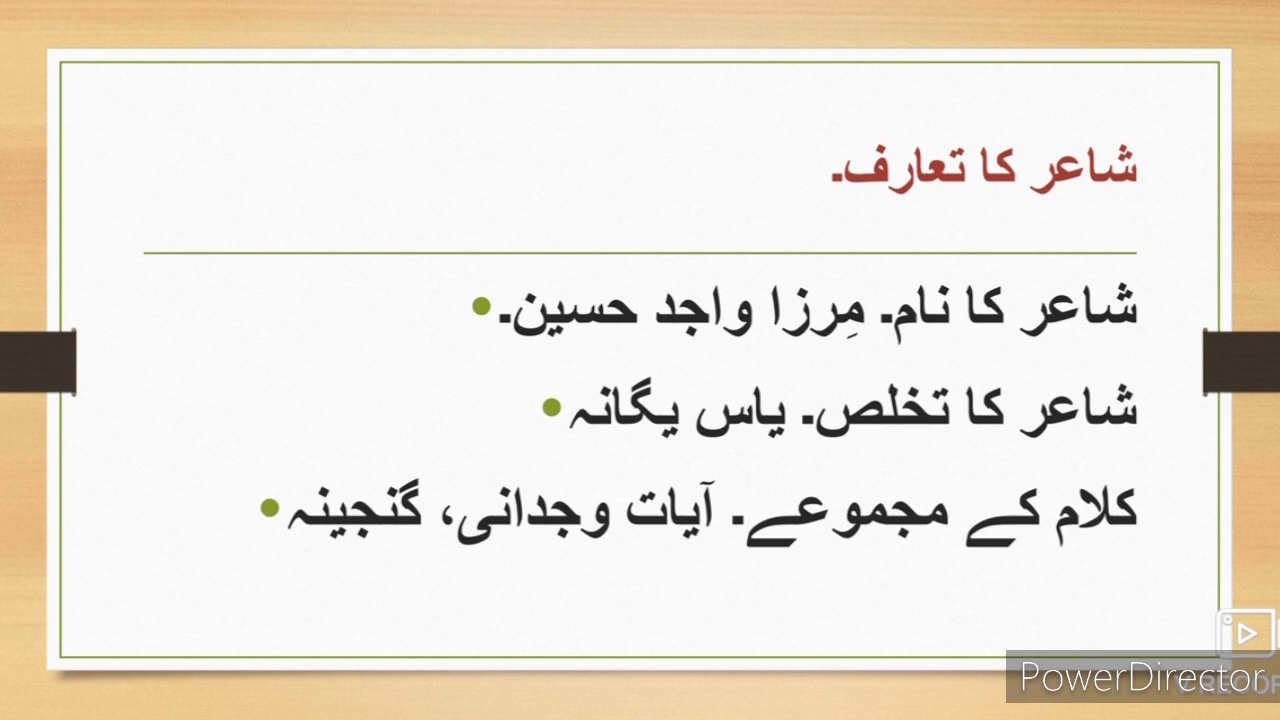 شاعر کا تعارف۔
شاعر کا نام۔ مِرزا واجد حسین۔•
شاعر کا تخلص۔ یاس یگانہ•
کلام کے مجموعے۔ آیات وجدانی، گنجینہ•
PowerDirector